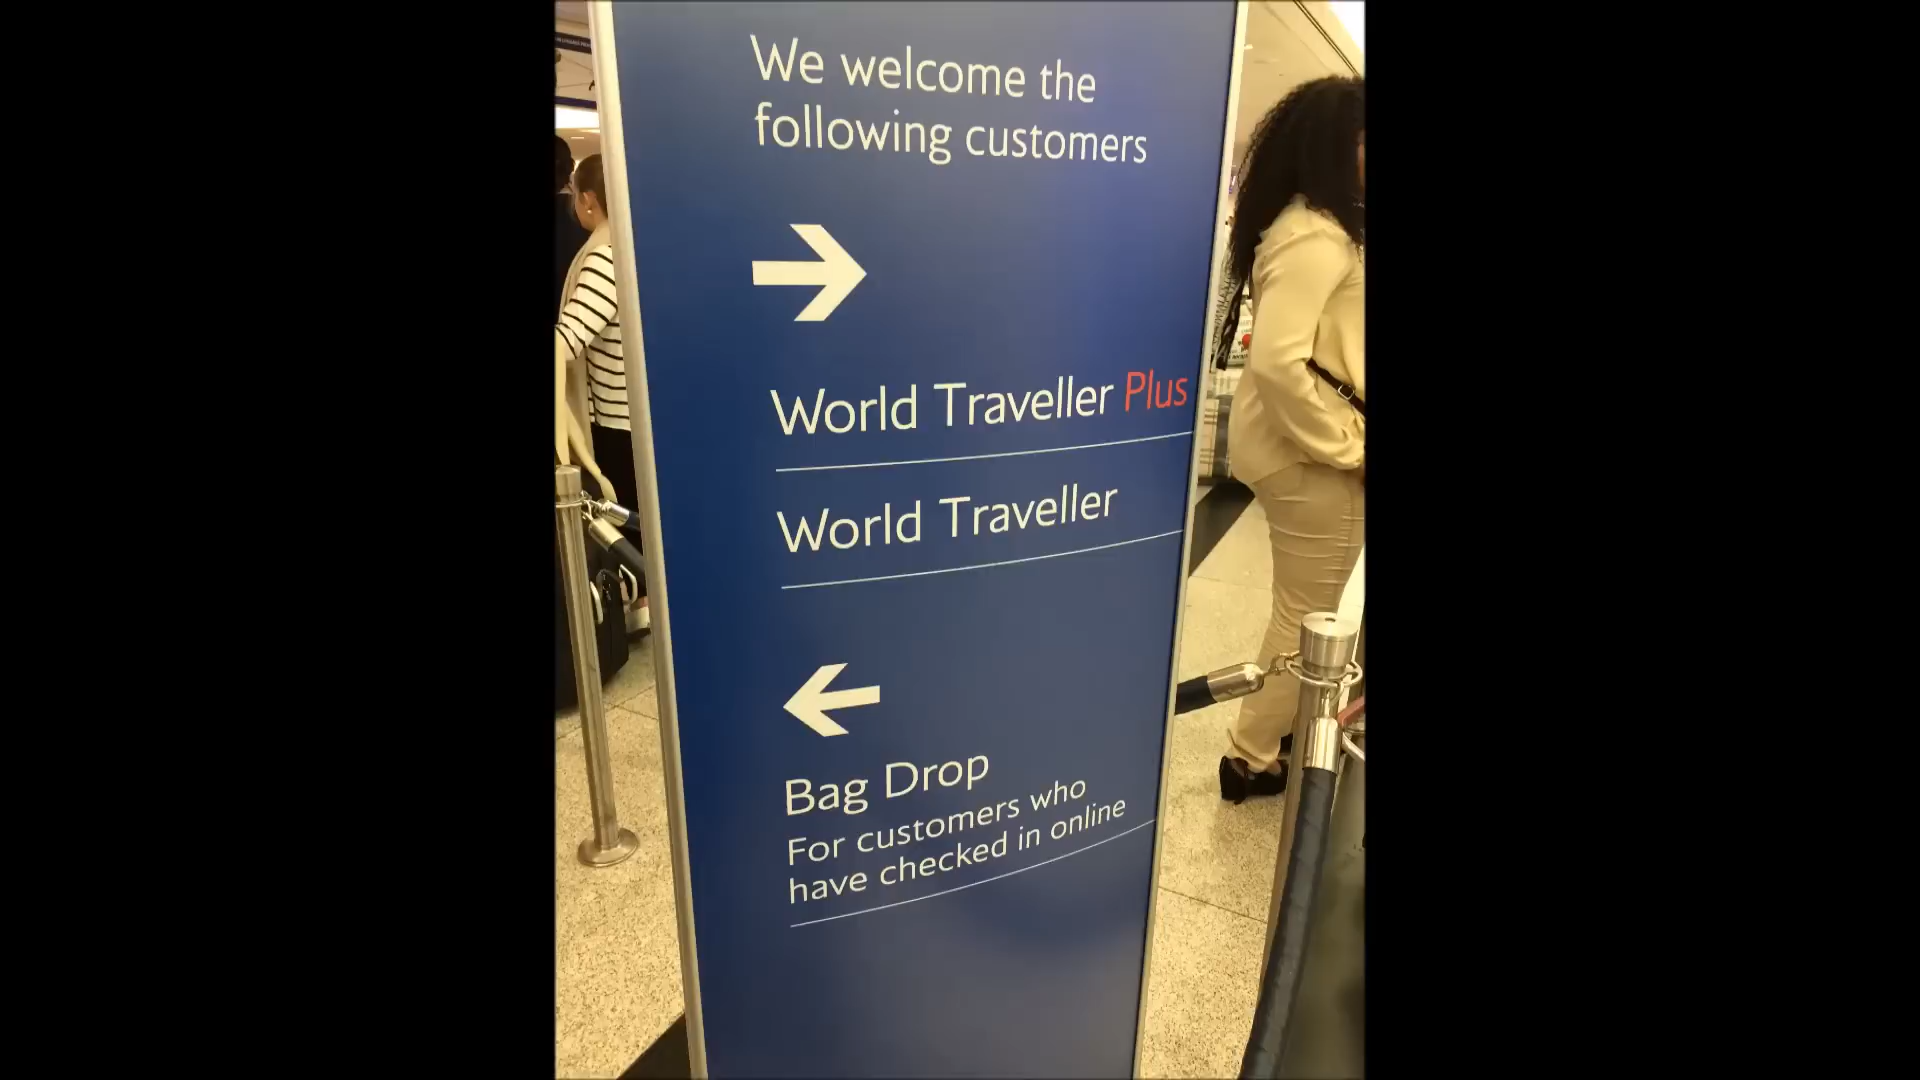 We welcome the
following customers
World Traveller Plus
World Traveller
Bag Drop
For customers who
have checked in online